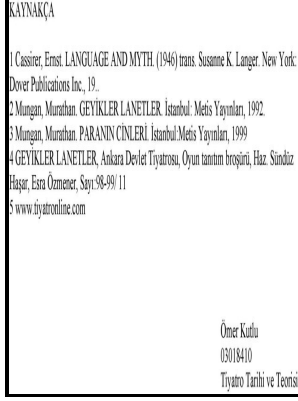 KAYNAKÇA
1 Cassirer, Ernst. LANGUAGE AND MYTH. (1946) trans. Susanne K. Langer. New York:
Dover Publications Inc., 19..
2 Mungan, Murathan. GEYİKLER LANETLER. İstanbul: Metis Yayınları, 1992.
3 Mungan, Murathan. PARANIN CİNLERİ. İstanbul:Metis Yayınları, 1999
4 GEYİKLER LANETLER, Ankara Devlet Tiyatrosu, Oyun tanıtım broşürü, Haz. Sündüz
Haşar, Esra Özmener, Sayı:98-99/ 11
5 www.tiyatronline.com
Ömer Kutlu
03018410
Tiyatro Tarihi ve Teorisi